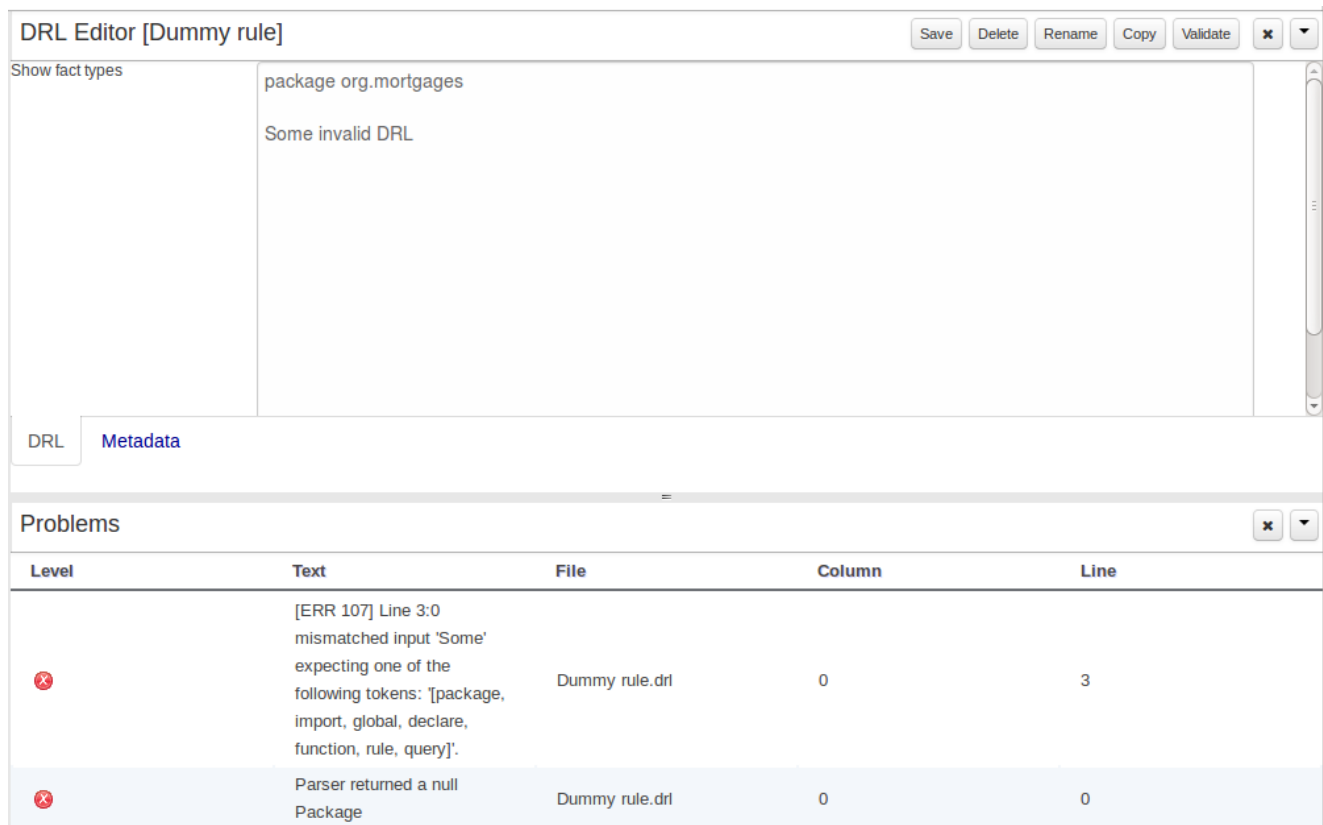 DRL Editor [Dummy rule]
Save Delete Rename Copy Validate
Show fact types
package org.mortgages
Some invalid DRL
DRL Metadata
Problems
Level Text File Column Line
[ERR 107] Line 3:0
mismatched input 'Some'
expecting one of the
following tokens: '[package,
import, global, declare,
function, rule, query]'.
Dummy rule.drl 0 3
Parser returned a null
Package
Dummy rule.drl 0 0